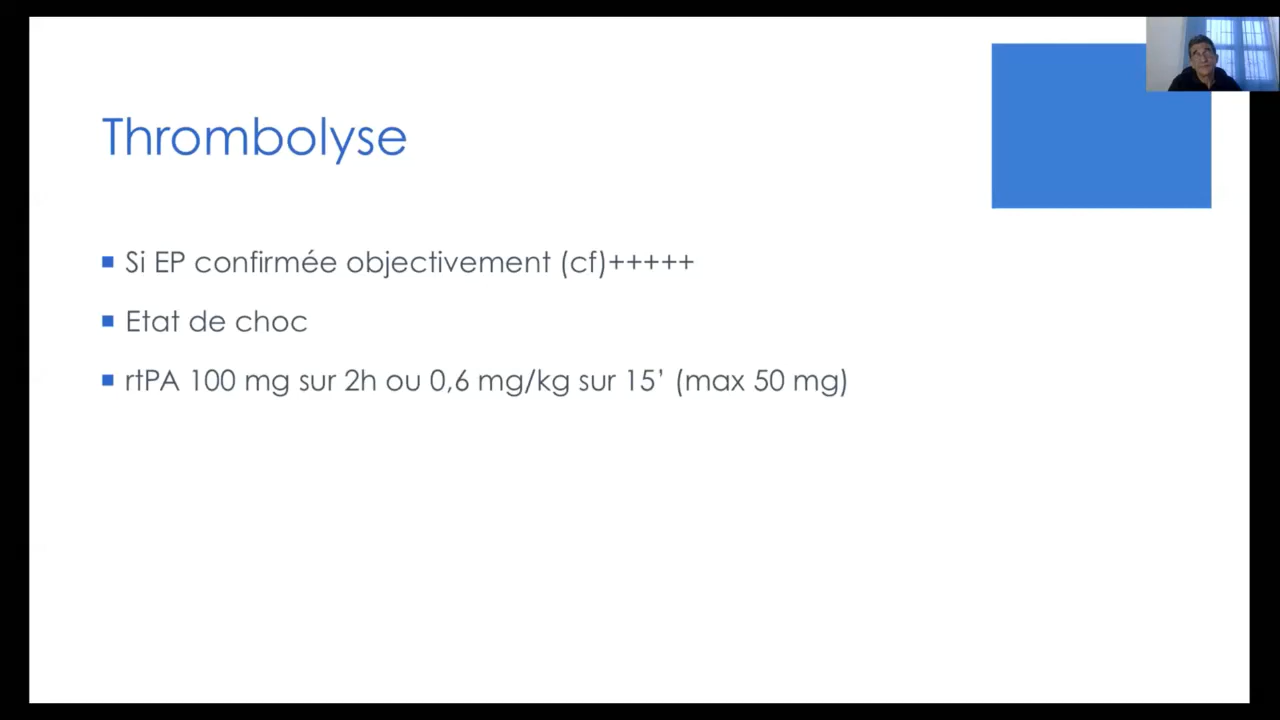 Thrombolyse
Si EP confirmée objectivement (cf)+++++
Etat de choc
rtPA 100 mg sur 2h ou 0,6 mg/kg sur 15’ (max 50 mg)